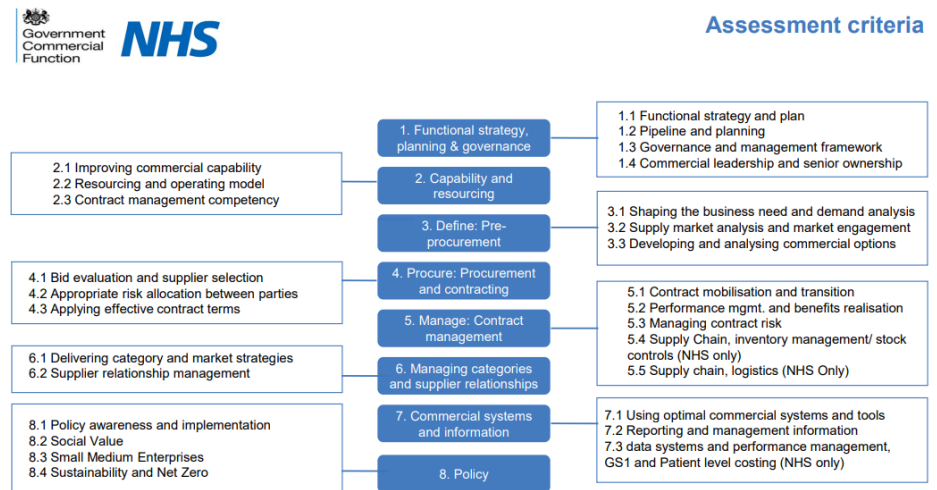 Government
Commercial
Function
NHS
Assessment criteria
1. Functional strategy,
planning & governance
1.1 Functional strategy and plan
1.2 Pipeline and planning
1.3 Governance and management framework
1.4 Commercial leadership and senior ownership
2.1 Improving commercial capability
2.2 Resourcing and operating model
2.3 Contract management competency
2. Capability and
resourcing
3. Define: Pre-
procurement
3.1 Shaping the business need and demand analysis
3.2 Supply market analysis and market engagement
3.3 Developing and analysing commercial options
4.1 Bid evaluation and supplier selection
4.2 Appropriate risk allocation between parties
4.3 Applying effective contract terms
4. Procure: Procurement
and contracting
5. Manage: Contract
management
5.1 Contract mobilisation and transition
5.2 Performance mgmt. and benefits realisation
5.3 Managing contract risk
5.4 Supply Chain, inventory management/ stock
controls (NHS only)
5.5 Supply chain, logistics (NHS Only)
6.1 Delivering category and market strategies
6.2 Supplier relationship management
6. Managing categories
and supplier relationships
7. Commercial systems
and information
7.1 Using optimal commercial systems and tools
7.2 Reporting and management information
7.3 data systems and performance management,
GS1 and Patient level costing (NHS only)
8.1 Policy awareness and implementation
8.2 Social Value
8.3 Small Medium Enterprises
8.4 Sustainability and Net Zero
8. Policy